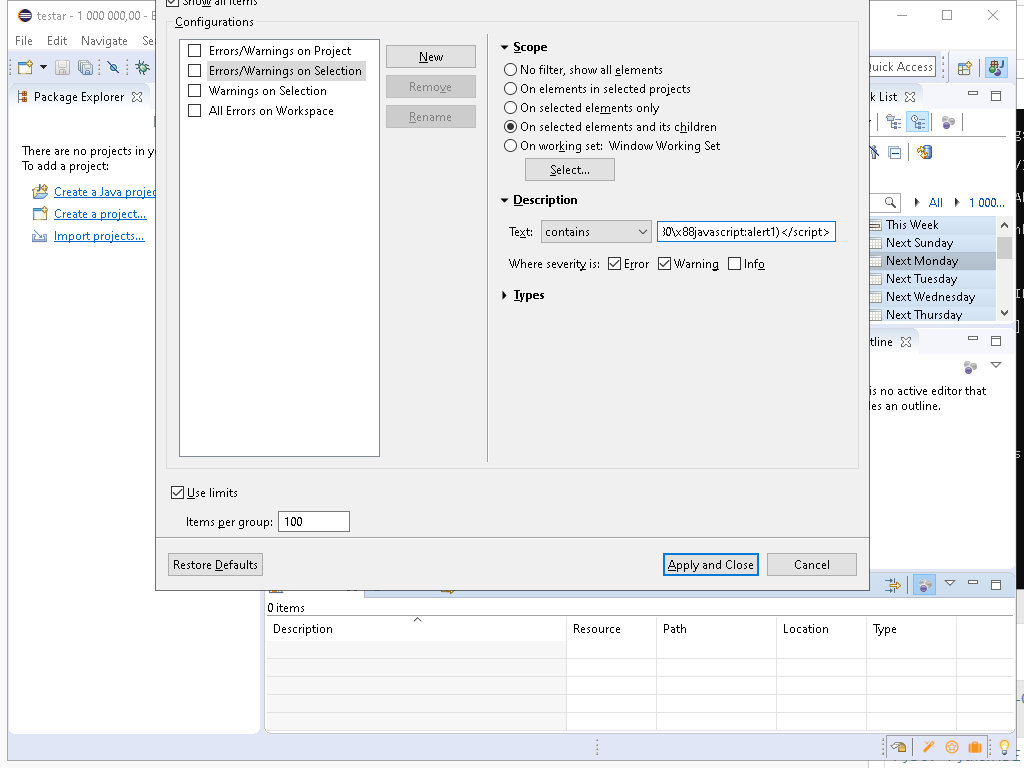 testar - 1 000 000,00 - E
Show all items
File Edit Navigate Se
Configurations
Errors/Warnings on Project
Errors/Warnings on Selection
Warnings on Selection
All Errors on Workspace
New
Remove
Rename
Scope
No filter, show all elements
On elements in selected projects
On selected elements only
On selected elements and its children
On working set: Window Working Set
Select...
Description
Text: contains \x88javascript:alert1)</script>
Where severity is: Error Warning Info
Types
Use limits
Items per group: 100
Restore Defaults
Apply and Close
Cancel
Package Explorer
There are no projects in y
To add a project:
Create a Java projec
Create a project...
Import projects...
Quick Access
k List
All 1 000...
This Week
Next Sunday
Next Monday
Next Tuesday
Next Wednesday
Next Thursday
tline
is no active editor that
des an outline.
0 items
Description Resource Path Location Type